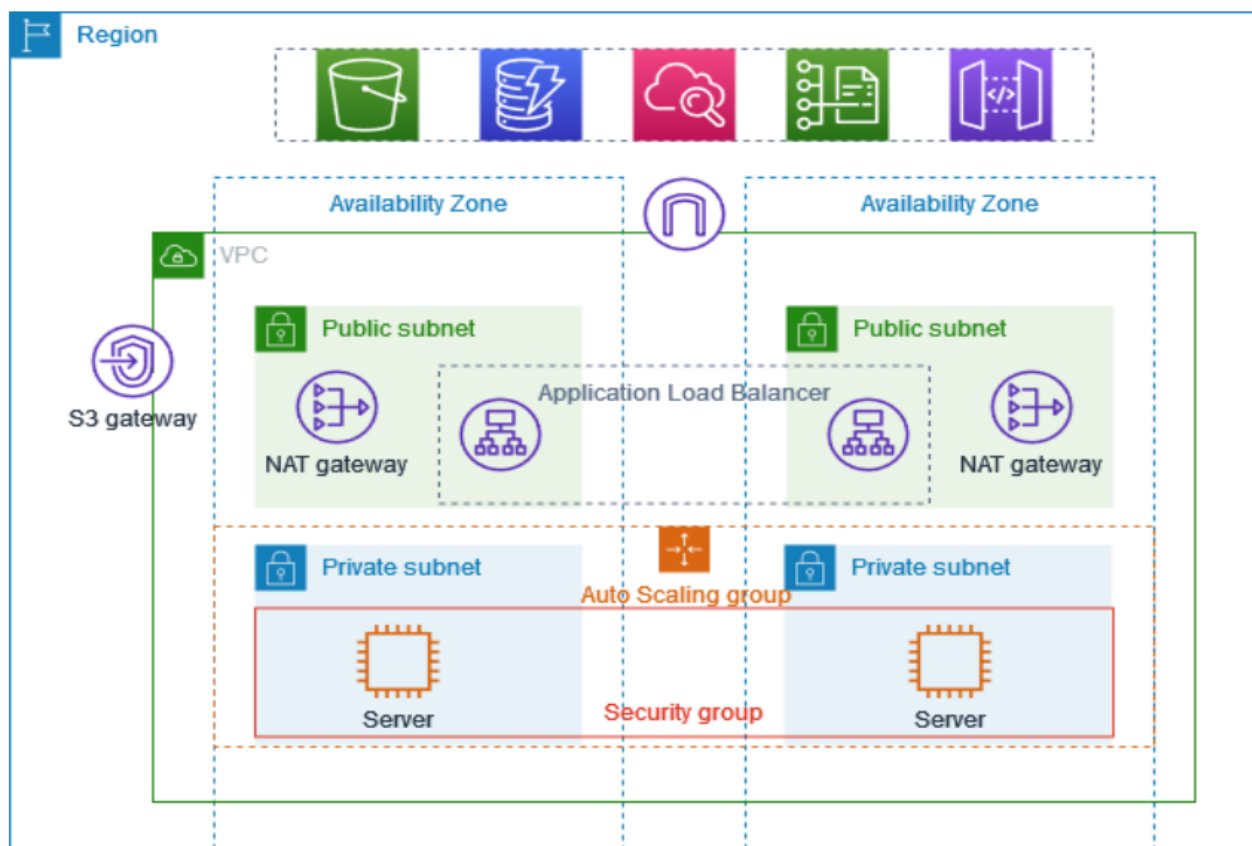 Region
</>
Availability Zone
Availability Zone
VPC
Public subnet
Public subnet
Application Load Balancer
S3 gateway
NAT gateway
NAT gateway
Private subnet
Private subnet
Auto Scaling group
Security group
Server
Server